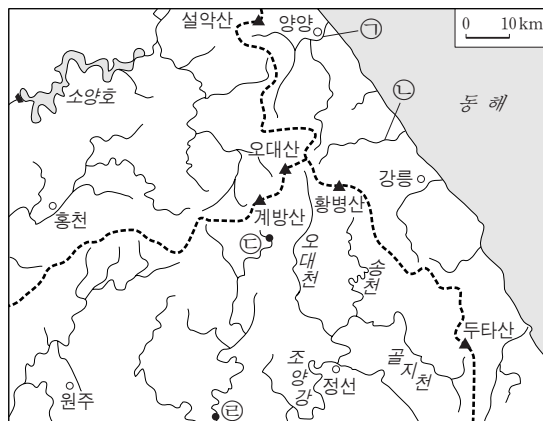 설악산
양양
㉠
0 10km
소양호
㉡
동해
오대산
강릉
홍천
계방산
황병산
㉢
오대천
송천
두타산
조양강
골지천
정선
원주
㉣